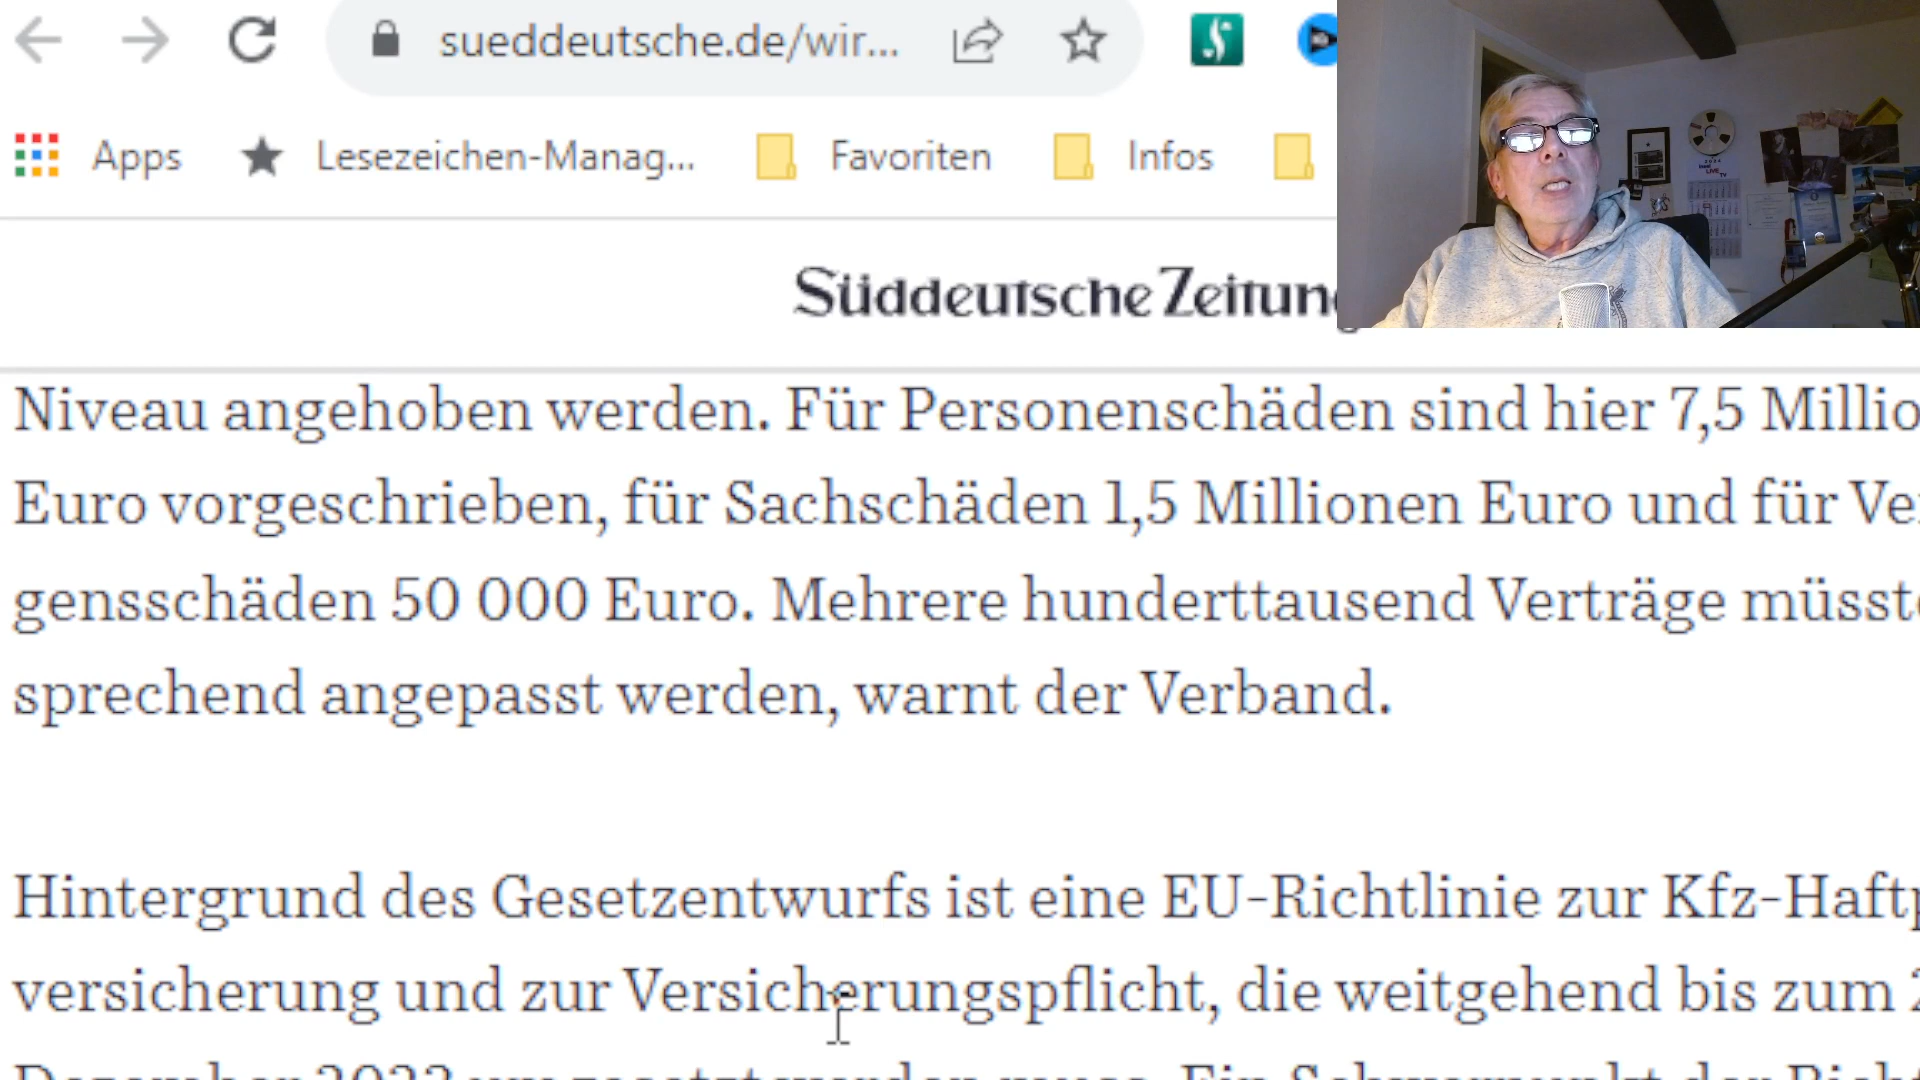 sueddeutsche.de/wir...
Apps Lesezeichen-Manag... Favoriten Infos
Süddeutsche Zeitun
Niveau angehoben werden. Für Personenschäden sind hier 7,5 Millio
Euro vorgeschrieben, für Sachschäden 1,5 Millionen Euro und für Ve
gensschäden 50 000 Euro. Mehrere hunderttausend Verträge müsst
sprechend angepasst werden, warnt der Verband.
Hintergrund des Gesetzentwurfs ist eine EU-Richtlinie zur Kfz-Haftp
versicherung und zur Versicherungspflicht, die weitgehend bis zum 2